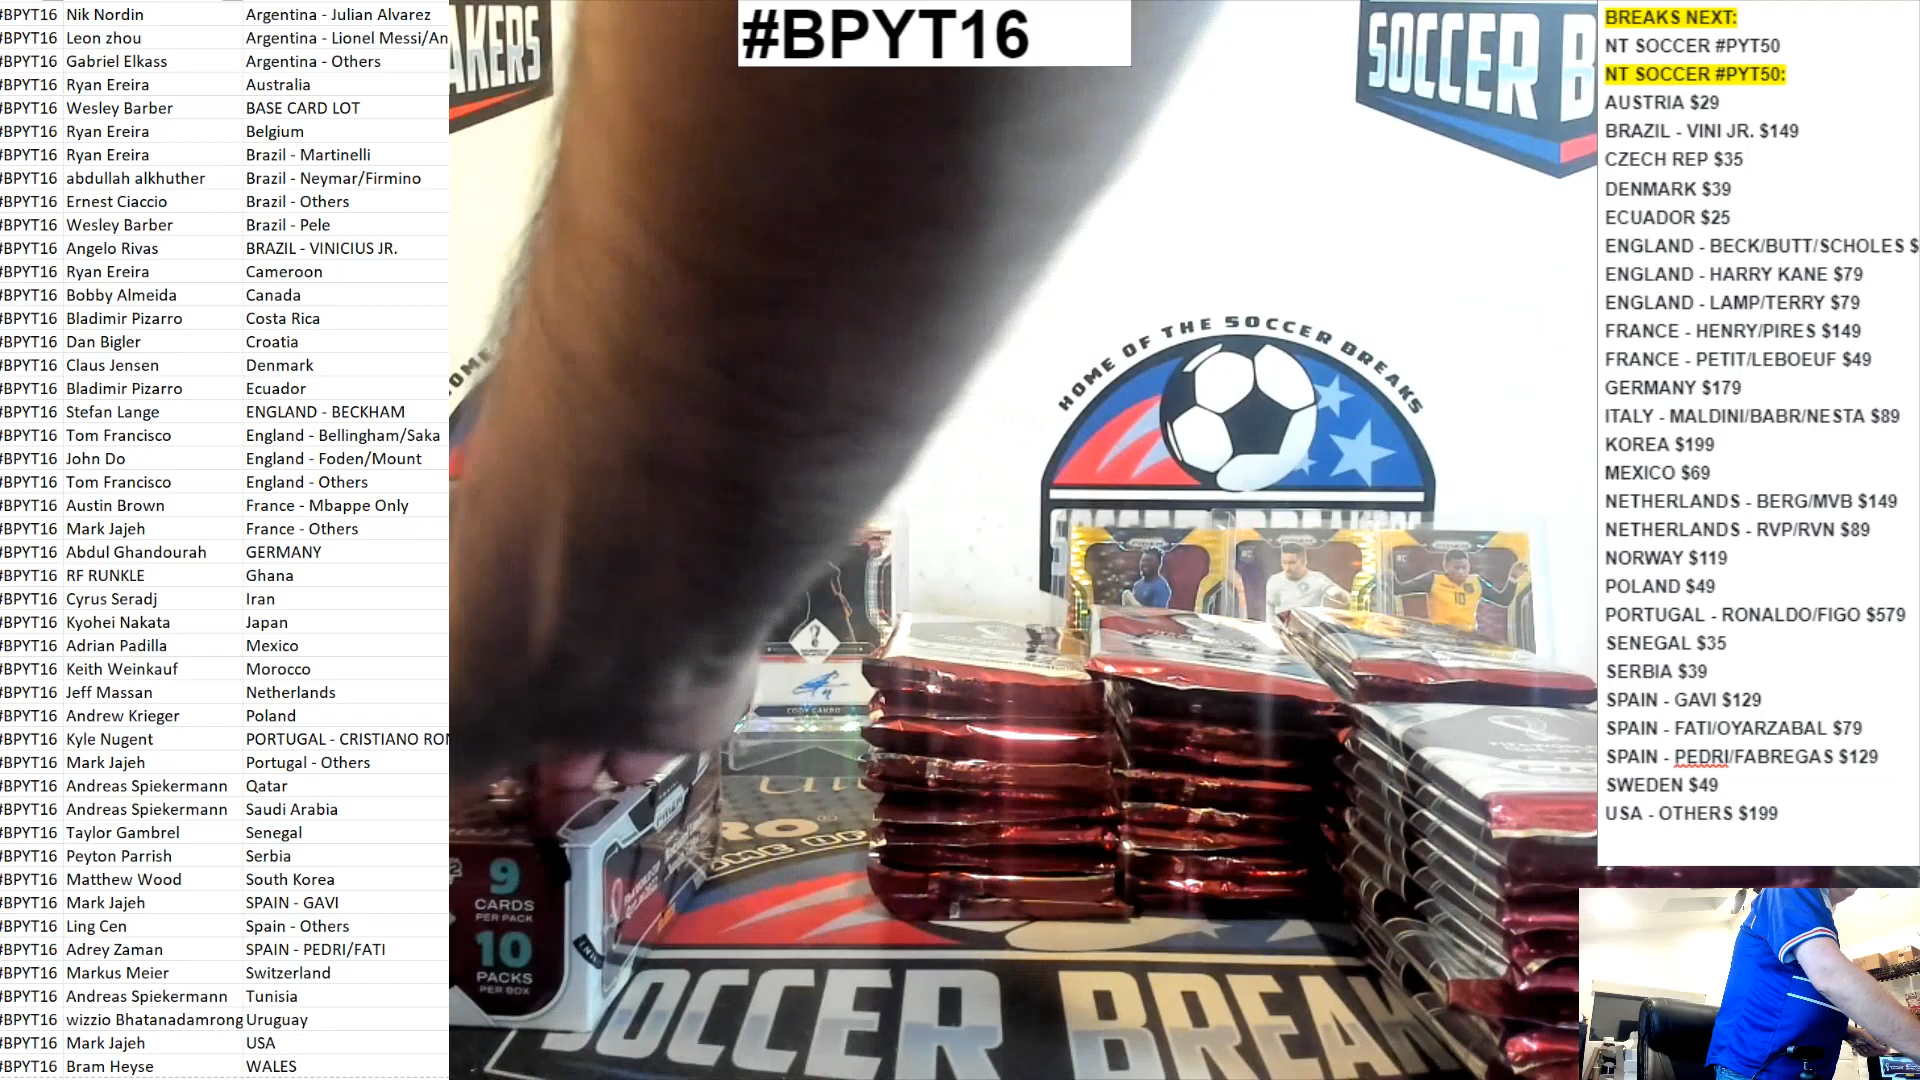 #BPYT16 Nik Nordin Argentina - Julian Alvarez
#BPYT16 Leon zhou Argentina - Lionel Messi/An
#BPYT16 Gabriel Elkass Argentina - Others
#BPYT16 Ryan Ereira Australia
#BPYT16 Wesley Barber BASE CARD LOT
#BPYT16 Ryan Ereira Belgium
#BPYT16 Ryan Ereira Brazil - Martinelli
#BPYT16 abdullah alkhuther Brazil - Neymar/Firmino
#BPYT16 Ernest Ciaccio Brazil - Others
#BPYT16 Wesley Barber Brazil - Pele
#BPYT16 Angelo Rivas BRAZIL - VINICIUS JR.
#BPYT16 Ryan Ereira Cameroon
#BPYT16 Bobby Almeida Canada
#BPYT16 Bladimir Pizarro Costa Rica
#BPYT16 Dan Bigler Croatia
#BPYT16 Claus Jensen Denmark
#BPYT16 Bladimir Pizarro Ecuador
#BPYT16 Stefan Lange ENGLAND - BECKHAM
#BPYT16 Tom Francisco England - Bellingham/Saka
#BPYT16 John Do England - Foden/Mount
#BPYT16 Tom Francisco England - Others
#BPYT16 Austin Brown France - Mbappe Only
#BPYT16 Mark Jajeh France - Others
#BPYT16 Abdul Ghandourah GERMANY
#BPYT16 RF RUNKLE Ghana
#BPYT16 Cyrus Seradj Iran
#BPYT16 Kyohei Nakata Japan
#BPYT16 Adrian Padilla Mexico
#BPYT16 Keith Weinkauf Morocco
#BPYT16 Jeff Massan Netherlands
#BPYT16 Andrew Krieger Poland
#BPYT16 Kyle Nugent PORTUGAL - CRISTIANO RO
#BPYT16 Mark Jajeh Portugal - Others
#BPYT16 Andreas Spiekermann Qatar
#BPYT16 Andreas Spiekermann Saudi Arabia
#BPYT16 Taylor Gambrel Senegal
#BPYT16 Peyton Parrish Serbia
#BPYT16 Matthew Wood South Korea
#BPYT16 Mark Jajeh SPAIN - GAVI
#BPYT16 Ling Cen Spain - Others
#BPYT16 Adrey Zaman SPAIN - PEDRI/FATI
#BPYT16 Markus Meier Switzerland
#BPYT16 Andreas Spiekermann Tunisia
#BPYT16 wizzio Bhatanadamrong Uruguay
#BPYT16 Mark Jajeh USA
#BPYT16 Bram Heyse WALES
#BPYT16
AKERS
SOCCER B
HOME OF THE SOCCER BREAKS
OME
CODY GAKPO
9
CARDS
PER PACK
10
PACKS
PER BOX
SOCCER BREAK
BREAKS NEXT:
NT SOCCER #PYT50
NT SOCCER #PYT50:
AUSTRIA $29
BRAZIL - VINI JR. $149
CZECH REP $35
DENMARK $39
ECUADOR $25
ENGLAND - BECK/BUTT/SCHOLES $
ENGLAND - HARRY KANE $79
ENGLAND - LAMP/TERRY $79
FRANCE - HENRY/PIRES $149
FRANCE - PETIT/LEBOEUF $49
GERMANY $179
ITALY - MALDINI/BABR/NESTA $89
KOREA $199
MEXICO $69
NETHERLANDS - BERG/MVB $149
NETHERLANDS - RVP/RVN $89
NORWAY $119
POLAND $49
PORTUGAL - RONALDO/FIGO $579
SENEGAL $35
SERBIA $39
SPAIN - GAVI $129
SPAIN - FATI/OYARZABAL $79
SPAIN - PEDRI/FABREGAS $129
SWEDEN $49
USA - OTHERS $199